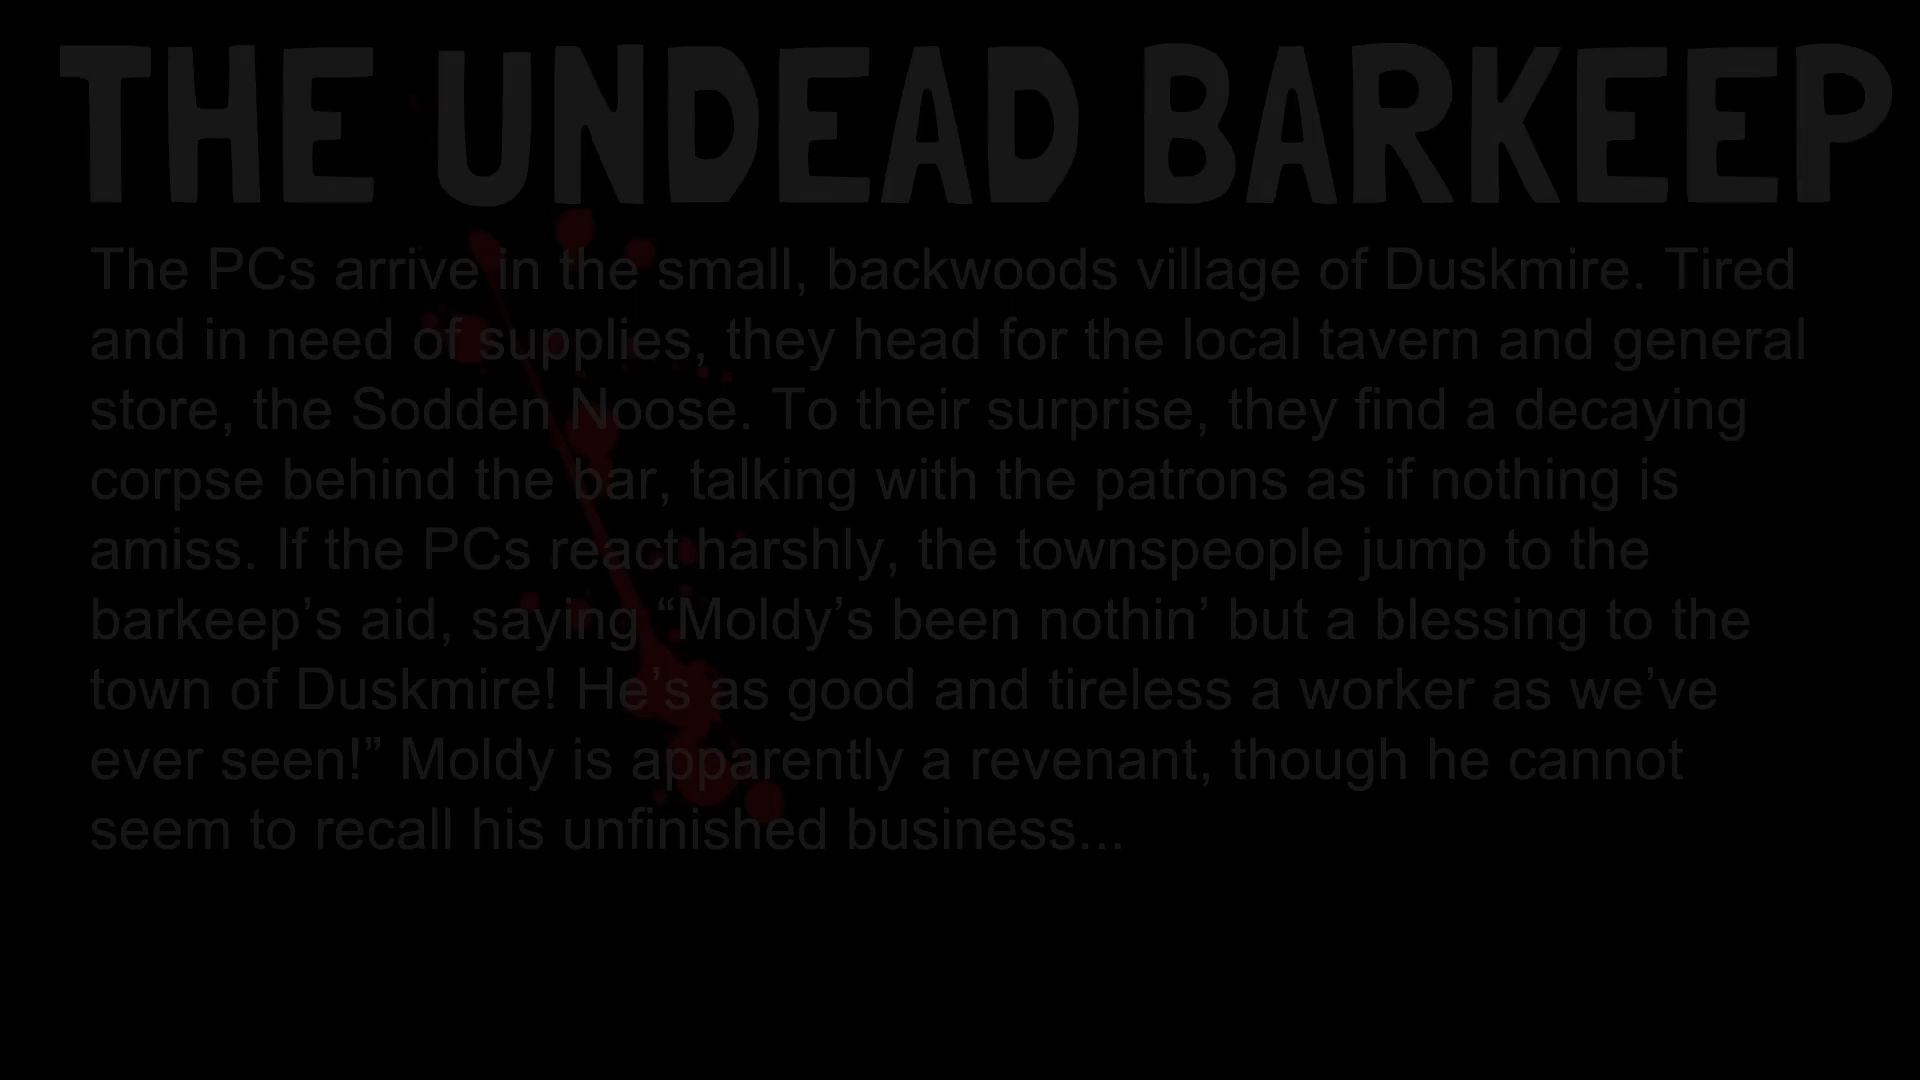 THE UNDEAD BARKEEP
The PCs arrive in the small, backwoods village of Duskmire. Tired
and in need of supplies, they head for the local tavern and general
store, the Sodden Noose. To their surprise, they find a decaying
corpse behind the bar, talking with the patrons as if nothing is
amiss. If the PCs react harshly, the townspeople jump to the
barkeep’s aid, saying “Moldy’s been nothin’ but a blessing to the
town of Duskmire! He’s as good and tireless a worker as we’ve
ever seen!” Moldy is apparently a revenant, though he cannot
seem to recall his unfinished business...